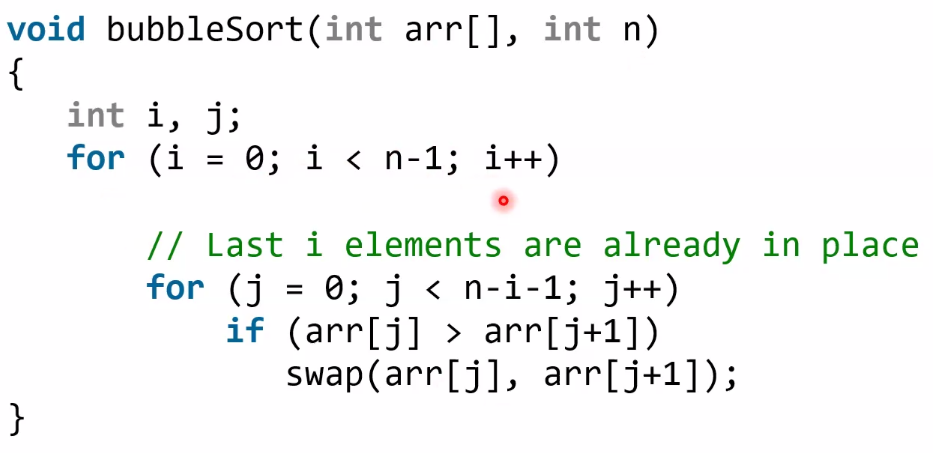 void bubbleSort(int arr[], int n)
{
int i, j;
for (i = 0; i < n-1; i++)
// Last i elements are already in place
for (j = 0; j < n-i-1; j++)
if (arr[j] > arr[j+1])
swap(arr[j], arr[j+1]);
}